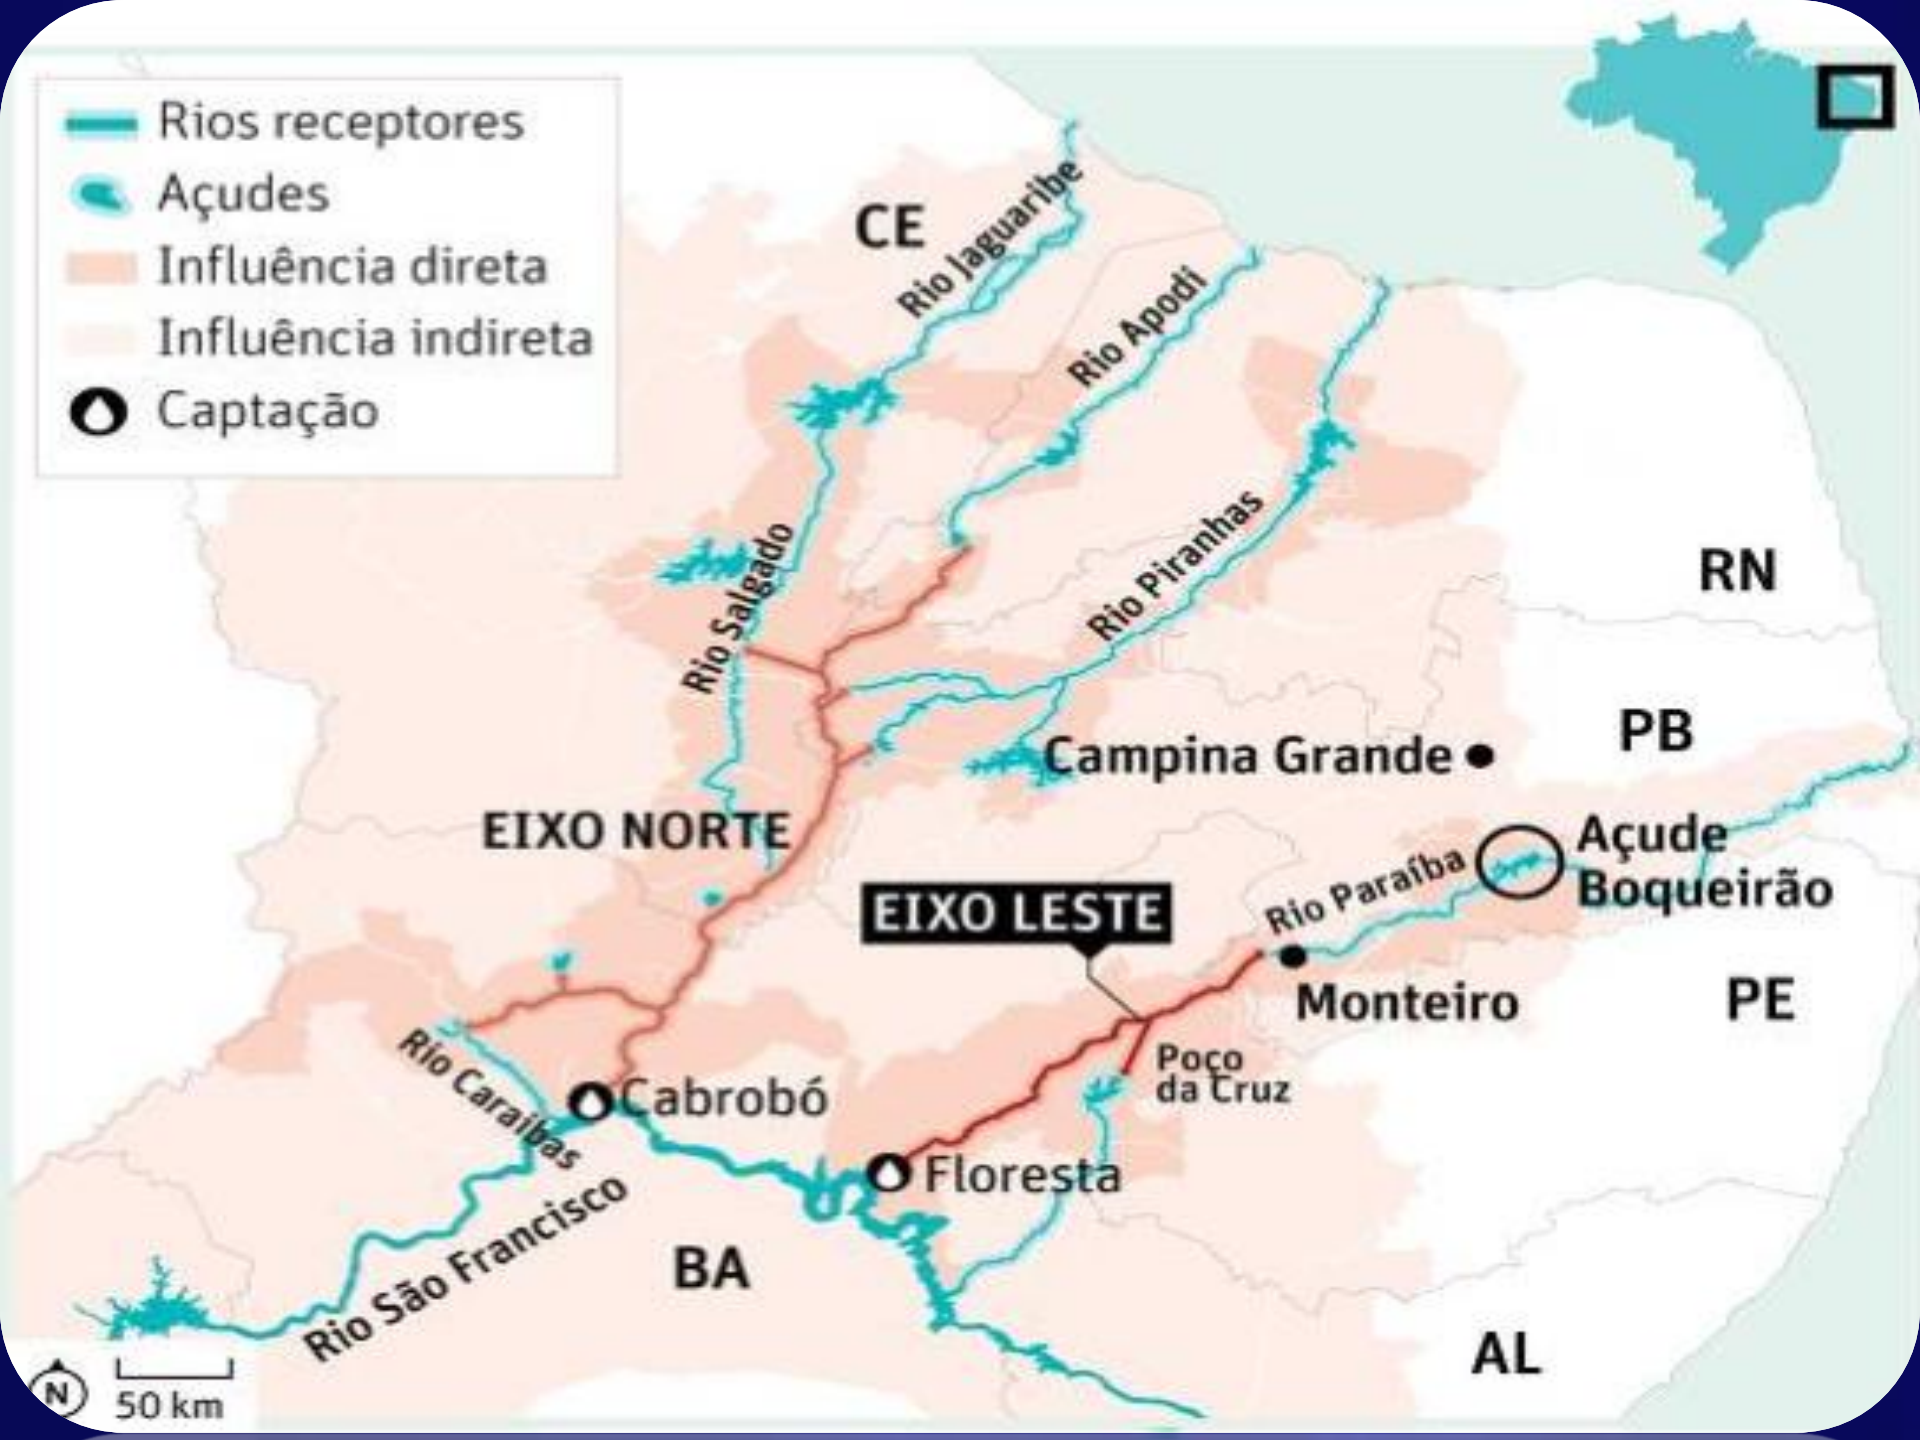 Rios receptores
Açudes
Influência direta
Influência indireta
Captação
CE
Rio Jaguaribe
Rio Apodi
Rio Piranhas
Rio Salgado
RN
PB
Campina Grande
EIXO NORTE
Açude
Boqueirão
Rio Paraíba
EIXO LESTE
Monteiro
PE
Poço
da Cruz
Rio Caraibas
Cabrobó
Floresta
Rio São Francisco
BA
AL
N
50 km